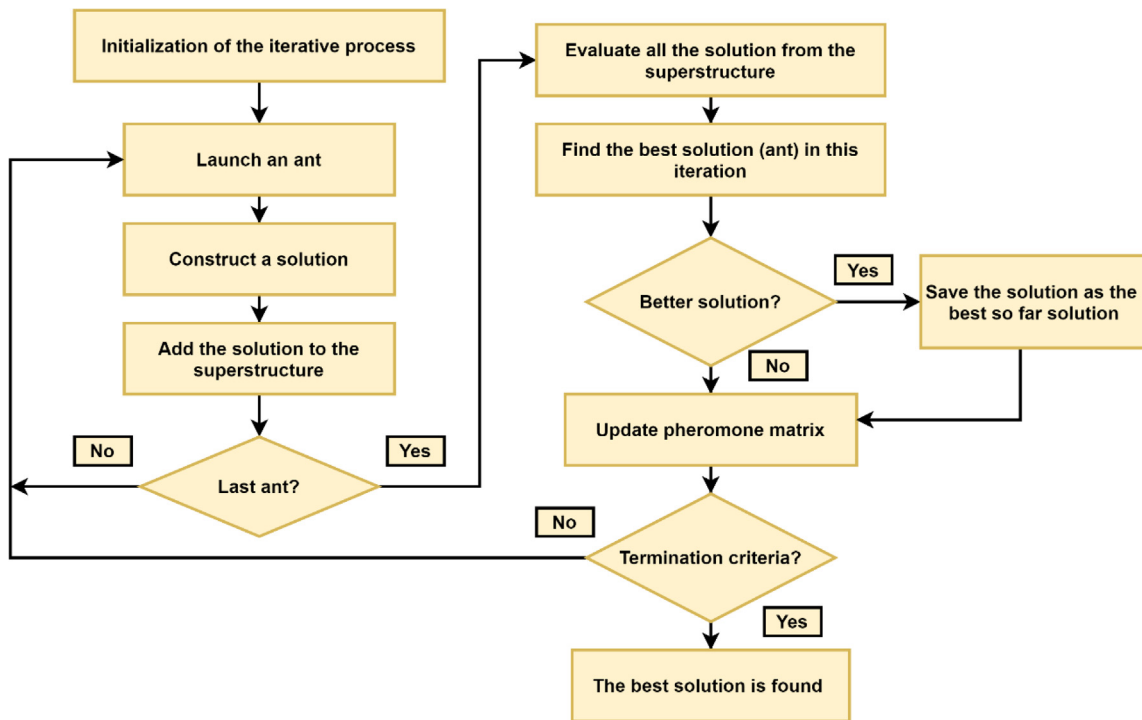 Initialization of the iterative process
Launch an ant
Construct a solution
Add the solution to the
superstructure
No
Yes
Last ant?
Evaluate all the solution from the
superstructure
Find the best solution (ant) in this
iteration
Yes
Better solution?
Save the solution as the
best so far solution
No
Update pheromone matrix
No
Termination criteria?
Yes
The best solution is found